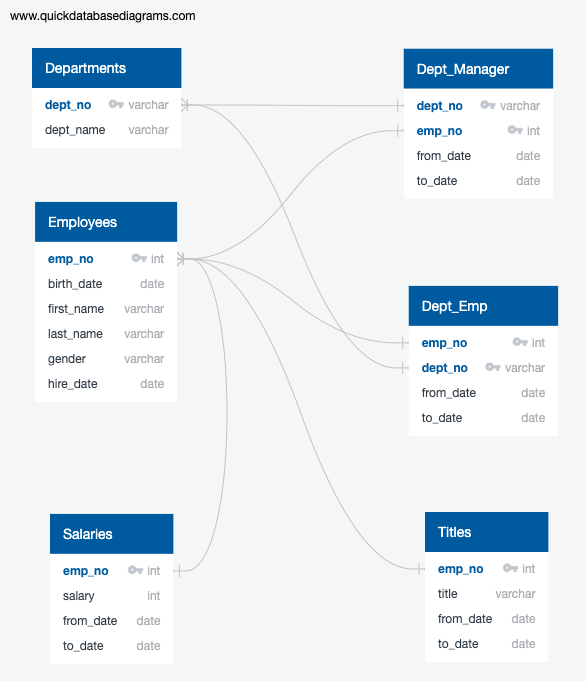 www.quickdatabasediagrams.com
Departments
dept_no varchar
dept_name varchar
Dept_Manager
dept_no varchar
emp_no int
from_date date
to_date date
Employees
emp_no int
birth_date date
first_name varchar
last_name varchar
gender varchar
hire_date date
Dept_Emp
emp_no int
dept_no varchar
from_date date
to_date date
Salaries
emp_no int
salary int
from_date date
to_date date
Titles
emp_no int
title varchar
from_date date
to_date date